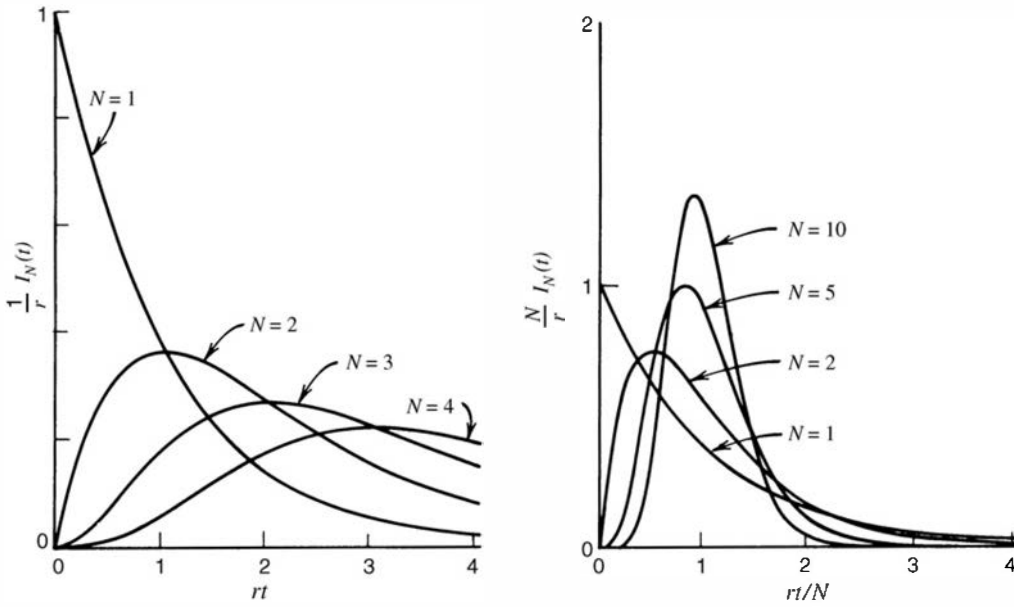 1
N = 1
1/r I_N(t)
N = 2
N = 3
N = 4
0
0 1 2 3 4
rt
2
N = 10
1
N/r I_N(t)
N = 5
N = 2
N = 1
0
0 1 2 3 4
rt/N